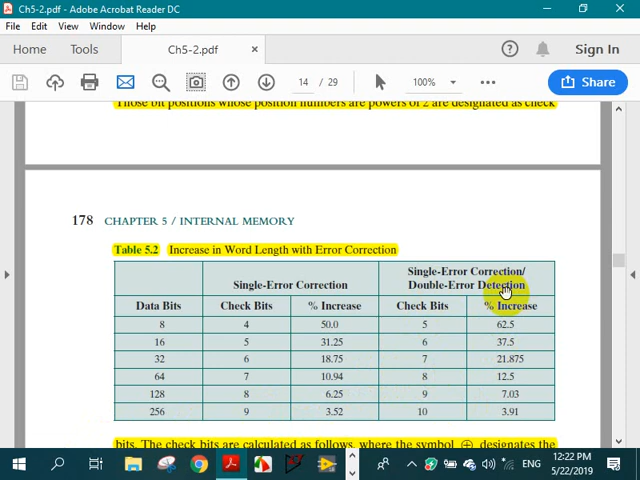 Ch5-2.pdf - Adobe Acrobat Reader DC
File Edit View Window Help
Home Tools Ch5-2.pdf × ? Sign In
14 / 29 100% Share
Those bit positions whose position numbers are powers of 2 are designated as check
178 CHAPTER 5 / INTERNAL MEMORY
Table 5.2 Increase in Word Length with Error Correction
Single-Error Correction Single-Error Correction/
Double-Error Detection
Data Bits Check Bits % Increase Check Bits % Increase
8 4 50.0 5 62.5
16 5 31.25 6 37.5
32 6 18.75 7 21.875
64 7 10.94 8 12.5
128 8 6.25 9 7.03
256 9 3.52 10 3.91
bits. The check bits are calculated as follows, where the symbol ⊕ designates the
ENG 12:22 PM
5/22/2019